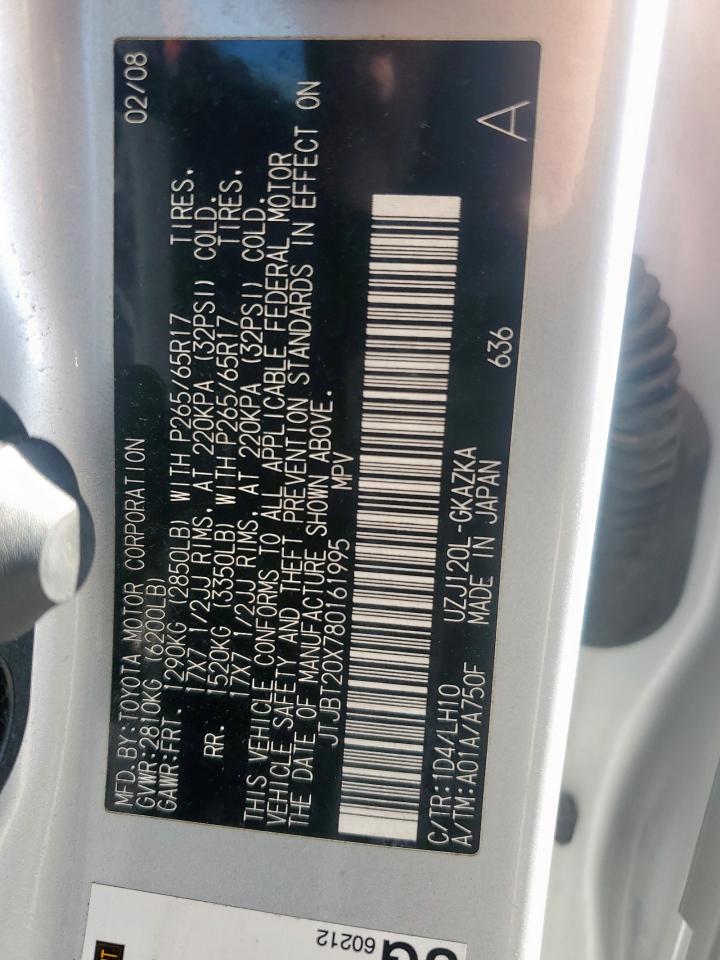 MFD. BY: TOYOTA MOTOR CORPORATION 02/08
GVWR: 2810KG (6200LB)
GAWR: FRT. 1290KG (2850LB) WITH P265/65R17 TIRES,
17X7 1/2JJ RIMS, AT 220KPA (32PSI) COLD.
RR. 1520KG (3350LB) WITH P265/65R17 TIRES,
17X7 1/2JJ RIMS, AT 220KPA (32PSI) COLD.
THIS VEHICLE CONFORMS TO ALL APPLICABLE FEDERAL MOTOR
VEHICLE SAFETY AND THEFT PREVENTION STANDARDS IN EFFECT ON
THE DATE OF MANUFACTURE SHOWN ABOVE.
JTJBT20X780161995 MPV
C/TR: 1D4/LH10 UZJ120L-GKAZKA
A/TM: A01A/A750F MADE IN JAPAN 636 A
60212